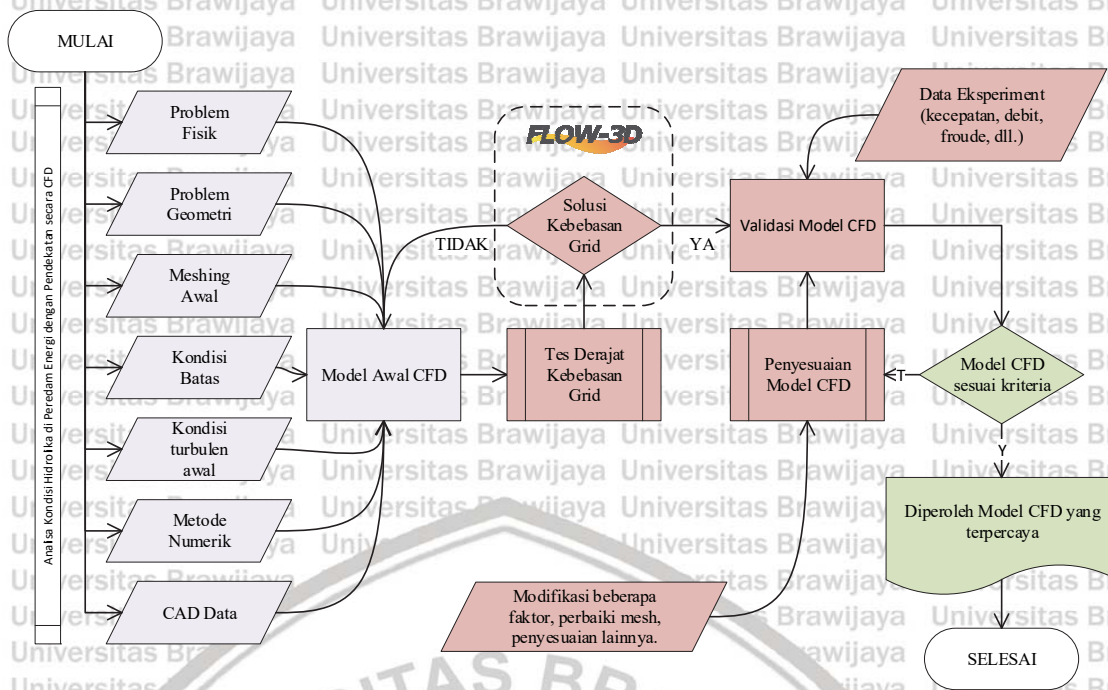 MULAI
Analisa Kondisi Hidrolika di Peredam Energi dengan Pendekatan secara CFD
Problem
Fisik
Problem
Geometri
Meshing
Awal
Kondisi
Batas
Kondisi
turbulen
awal
Metode
Numerik
CAD Data
Model Awal CFD
FLOW-3D
Solusi
Kebebasan
Grid
TIDAK
YA
Tes Derajat
Kebebasan
Grid
Data Eksperiment
(kecepatan, debit,
froude, dll.)
Validasi Model CFD
Penyesuaian
Model CFD
T
Model CFD
sesuai kriteria
Y
Modifikasi beberapa
faktor, perbaiki mesh,
penyesuaian lainnya.
Diperoleh Model CFD yang
terpercaya
SELESAI
Universitas Brawijaya